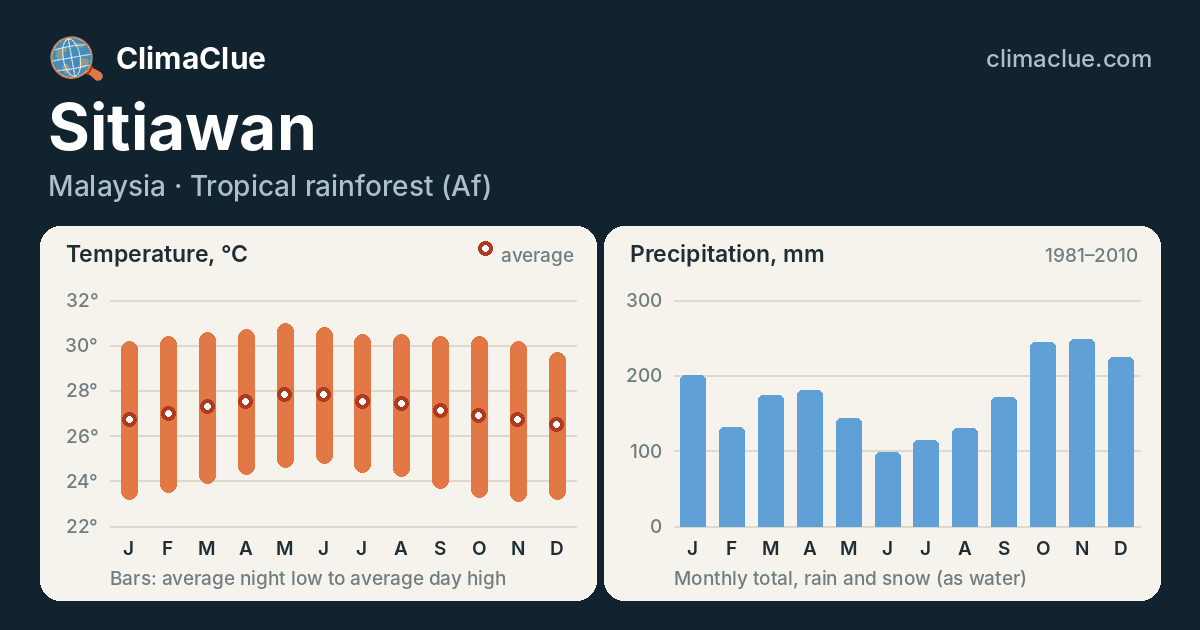 ClimaClue
climaclue.com
Sitiawan
Malaysia · Tropical rainforest (Af)
Temperature, °C
average
32°
30°
28°
26°
24°
22°
J F M A M J J A S O N D
Bars: average night low to average day high
Precipitation, mm
1981–2010
300
200
100
0
J F M A M J J A S O N D
Monthly total, rain and snow (as water)